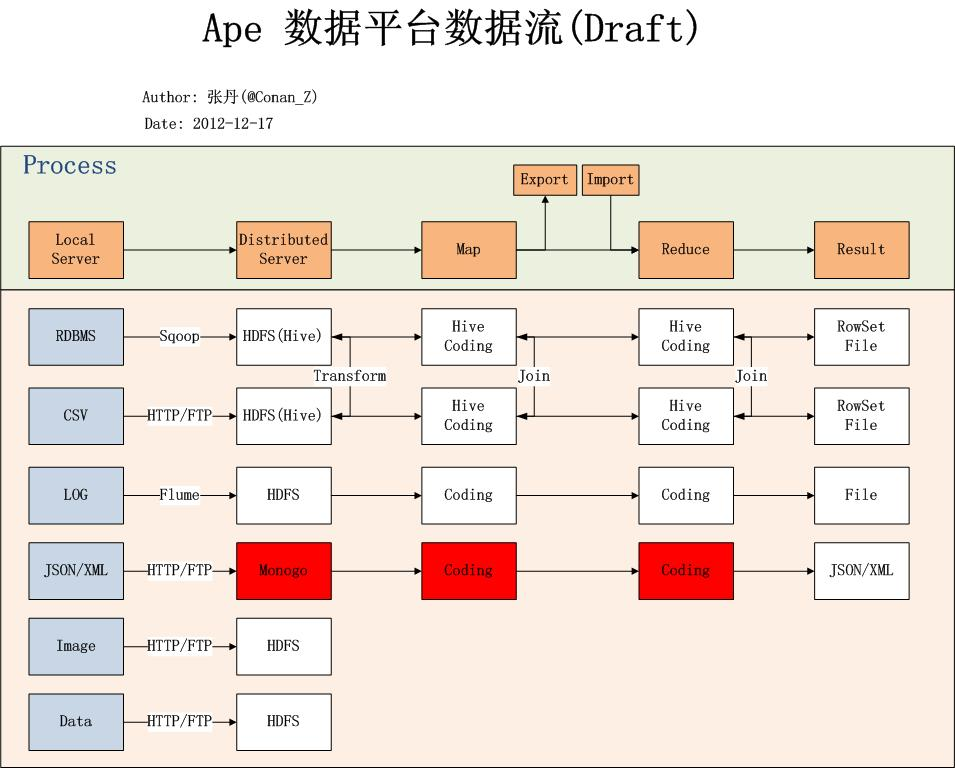 Ape 数据平台数据流(Draft)
Author: 张丹(@Conan_Z)
Date: 2012-12-17
Process
Export
Import
Local
Server
Distributed
Server
Map
Reduce
Result
RDBMS
Sqoop
HDFS(Hive)
Hive
Coding
Hive
Coding
RowSet
File
Transform
Join
Join
CSV
HTTP/FTP
HDFS(Hive)
Hive
Coding
Hive
Coding
RowSet
File
LOG
Flume
HDFS
Coding
Coding
File
JSON/XML
HTTP/FTP
Monogo
Coding
Coding
JSON/XML
Image
HTTP/FTP
HDFS
Data
HTTP/FTP
HDFS